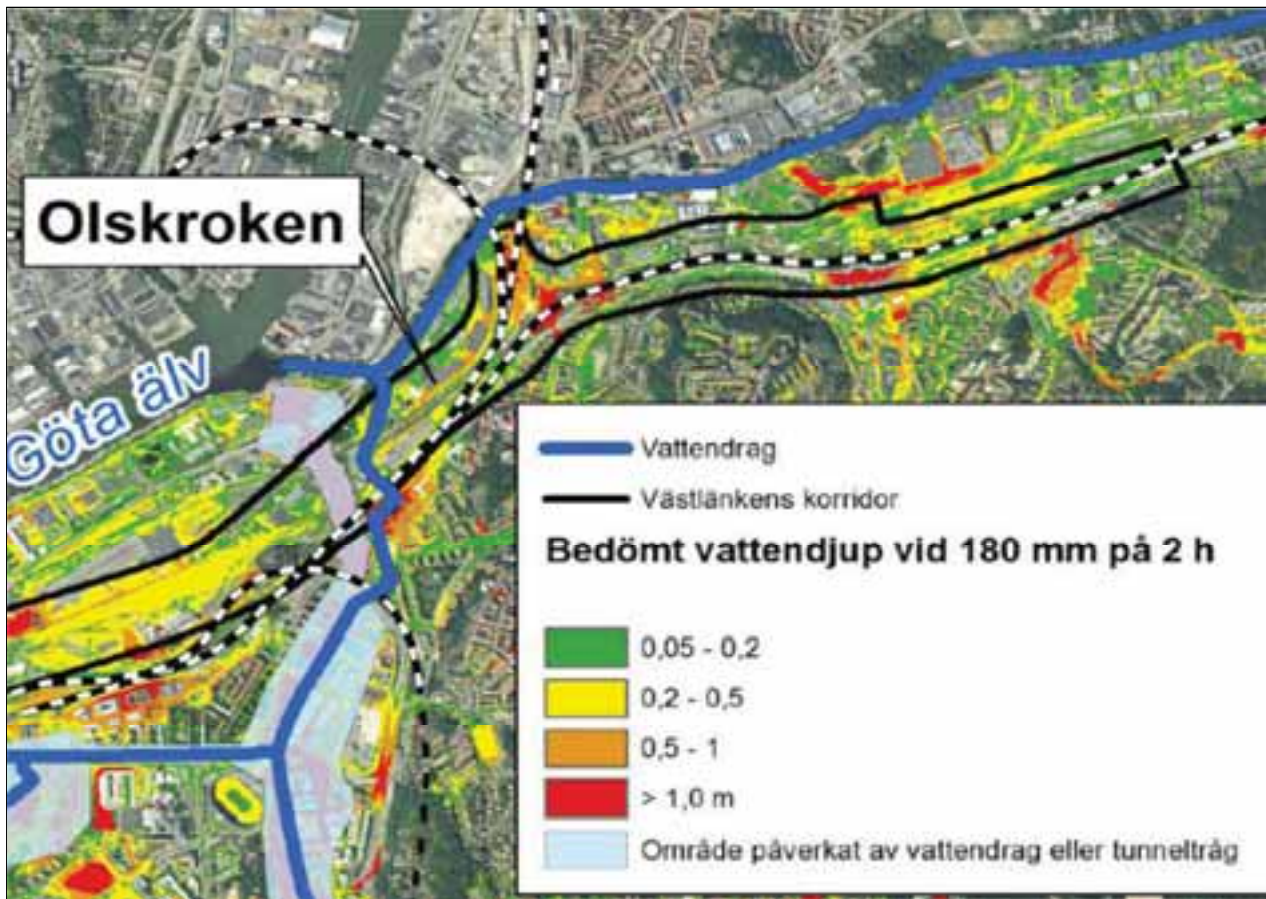 Olskroken
Göta älv
Vattendrag
Västlänkens korridor
Bedömt vattendjup vid 180 mm på 2 h
0,05 - 0,2
0,2 - 0,5
0,5 - 1
> 1,0 m
Område påverkat av vattendrag eller tunneltråg